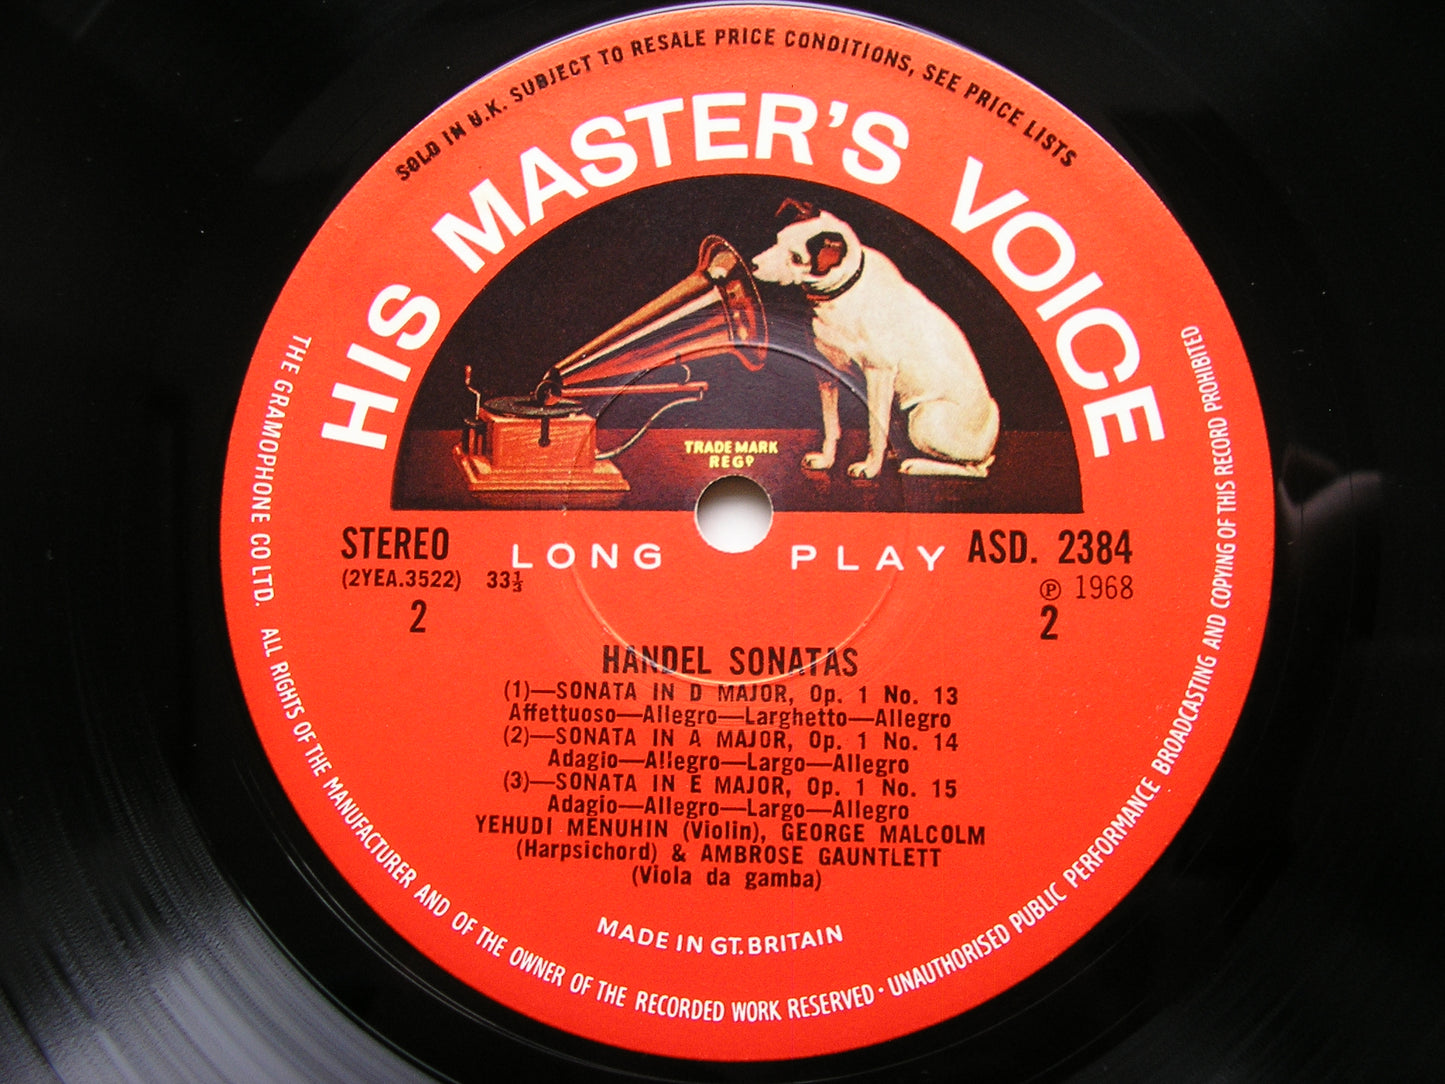 SOLD IN U.K. SUBJECT TO RESALE PRICE CONDITIONS, SEE PRICE LISTS
HIS MASTER'S VOICE
TRADE MARK
REGD
STEREO
(2YEA.3522) 33⅓
2
LONG PLAY
ASD. 2384
℗ 1968
2
HANDEL SONATAS
(1)—SONATA IN D MAJOR, Op. 1 No. 13
Affettuoso—Allegro—Larghetto—Allegro
(2)—SONATA IN A MAJOR, Op. 1 No. 14
Adagio—Allegro—Largo—Allegro
(3)—SONATA IN E MAJOR, Op. 1 No. 15
Adagio—Allegro—Largo—Allegro
YEHUDI MENUHIN (Violin), GEORGE MALCOLM
(Harpsichord) & AMBROSE GAUNTLETT
(Viola da gamba)
MADE IN GT. BRITAIN
THE GRAMOPHONE CO LTD. ALL RIGHTS OF THE MANUFACTURER AND OF THE OWNER OF THE RECORDED WORK RESERVED · UNAUTHORISED PUBLIC PERFORMANCE BROADCASTING AND COPYING OF THIS RECORD PROHIBITED